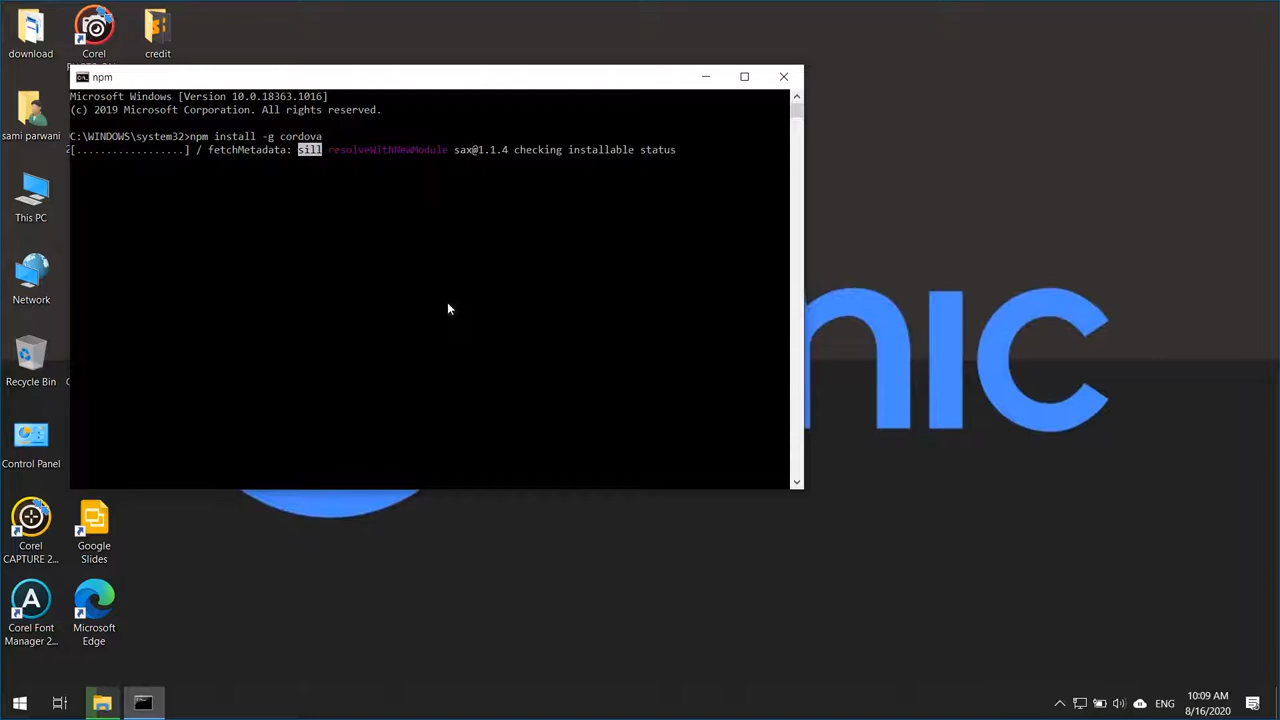 download
Corel
credit
npm
Microsoft Windows [Version 10.0.18363.1016]
(c) 2019 Microsoft Corporation. All rights reserved.
C:\WINDOWS\system32>npm install -g cordova
[..................] / fetchMetadata: sill resolveWithNewModule sax@1.1.4 checking installable status
sami parwani
This PC
Network
Recycle Bin
Control Panel
nic
Corel
CAPTURE 2...
Google
Slides
Corel Font
Manager 2...
Microsoft
Edge
ENG
10:09 AM
8/16/2020